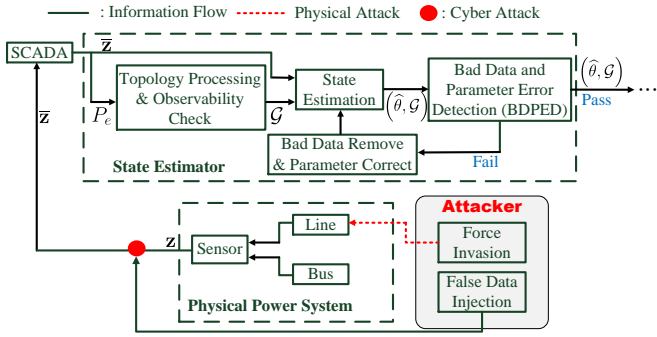 : Information Flow
: Physical Attack
: Cyber Attack
SCADA
z̅
Topology Processing
& Observability
Check
P_e
𝒢
State
Estimation
(θ̂, 𝒢)
Bad Data and
Parameter Error
Detection (BDPED)
(θ̂, 𝒢)
Pass
...
z̅
Bad Data Remove
& Parameter Correct
Fail
State Estimator
Attacker
Line
Force
Invasion
z
Sensor
Bus
False Data
Injection
Physical Power System